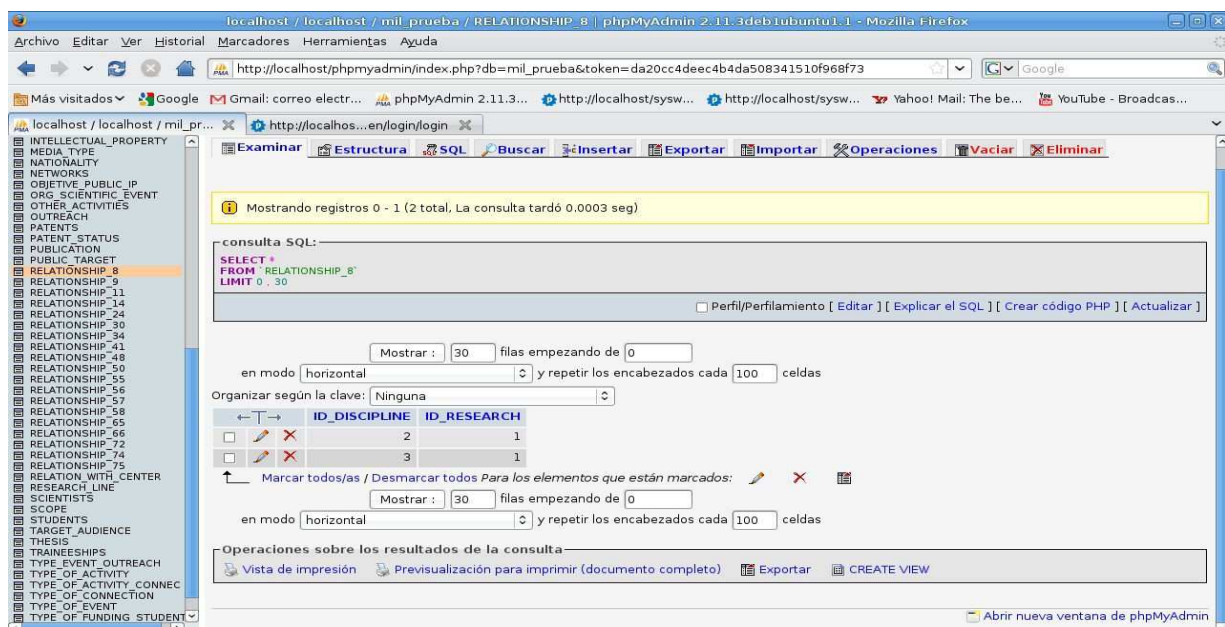 localhost / localhost / mil_prueba / RELATIONSHIP_8 | phpMyAdmin 2.11.3deb1ubuntu1.1 - Mozilla Firefox
Archivo Editar Ver Historial Marcadores Herramientas Ayuda
http://localhost/phpmyadmin/index.php?db=mil_prueba&token=da20cc4deec4b4da508341510f968f73 Google
Más visitados Google Gmail: correo electr... phpMyAdmin 2.11.3... http://localhost/sysw... http://localhost/sysw... Yahoo! Mail: The be... YouTube - Broadcas...
localhost / localhost / mil_pr... http://localhos...en/login/login
INTELLECTUAL_PROPERTY
MEDIA_TYPE
NATIONALITY
NETWORKS
OBJETIVE_PUBLIC_IP
ORG_SCIENTIFIC_EVENT
OTHER_ACTIVITIES
OUTREACH
PATENTS
PATENT_STATUS
PUBLICATION
PUBLIC_TARGET
RELATIONSHIP_8
RELATIONSHIP_9
RELATIONSHIP_11
RELATIONSHIP_14
RELATIONSHIP_24
RELATIONSHIP_30
RELATIONSHIP_34
RELATIONSHIP_41
RELATIONSHIP_48
RELATIONSHIP_50
RELATIONSHIP_55
RELATIONSHIP_56
RELATIONSHIP_57
RELATIONSHIP_58
RELATIONSHIP_65
RELATIONSHIP_66
RELATIONSHIP_72
RELATIONSHIP_74
RELATIONSHIP_75
RELATION_WITH_CENTER
RESEARCH_LINE
SCIENTISTS
SCOPE
STUDENTS
TARGET_AUDIENCE
THESIS
TRAINEESHIPS
TYPE_EVENT_OUTREACH
TYPE_OF_ACTIVITY
TYPE_OF_ACTIVITY_CONNEC
TYPE_OF_CONNECTION
TYPE_OF_EVENT
TYPE_OF_FUNDING_STUDENT
Examinar Estructura SQL Buscar Insertar Exportar Importar Operaciones Vaciar Eliminar
Mostrando registros 0 - 1 (2 total, La consulta tardó 0.0003 seg)
consulta SQL:
SELECT *
FROM `RELATIONSHIP_8`
LIMIT 0 , 30
Perfil/Perfilamiento [ Editar ] [ Explicar el SQL ] [ Crear código PHP ] [ Actualizar ]
Mostrar : 30 filas empezando de 0
en modo horizontal y repetir los encabezados cada 100 celdas
Organizar según la clave: Ninguna
←T→ ID_DISCIPLINE ID_RESEARCH
2 1
3 1
Marcar todos/as / Desmarcar todos Para los elementos que están marcados:
Mostrar : 30 filas empezando de 0
en modo horizontal y repetir los encabezados cada 100 celdas
Operaciones sobre los resultados de la consulta
Vista de impresión Previsualización para imprimir (documento completo) Exportar CREATE VIEW
Abrir nueva ventana de phpMyAdmin